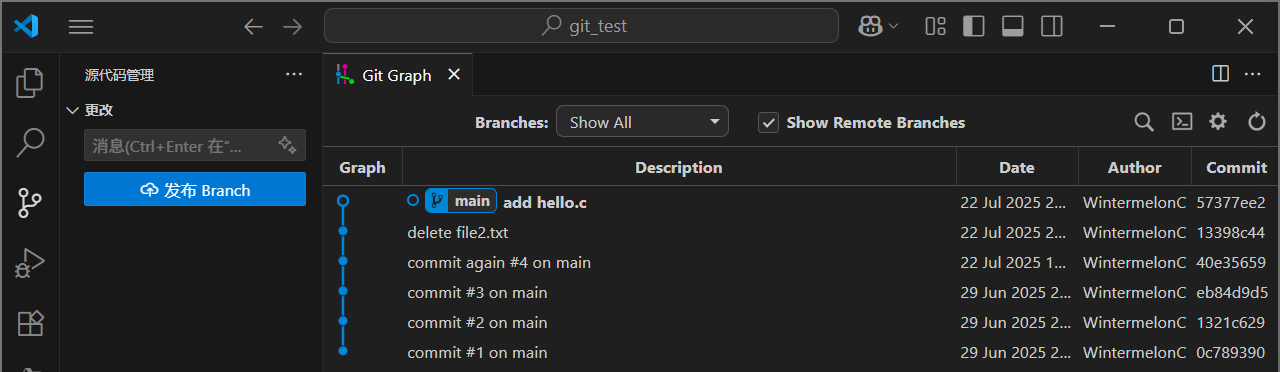 git_test
源代码管理
更改
消息(Ctrl+Enter 在“...
发布 Branch
Git Graph
Branches: Show All Show Remote Branches
Graph Description Date Author Commit
main add hello.c 22 Jul 2025 2... WintermelonC 57377ee2
delete file2.txt 22 Jul 2025 2... WintermelonC 13398c44
commit again #4 on main 22 Jul 2025 1... WintermelonC 40e35659
commit #3 on main 29 Jun 2025 2... WintermelonC eb84d9d5
commit #2 on main 29 Jun 2025 2... WintermelonC 1321c629
commit #1 on main 29 Jun 2025 2... WintermelonC 0c789390